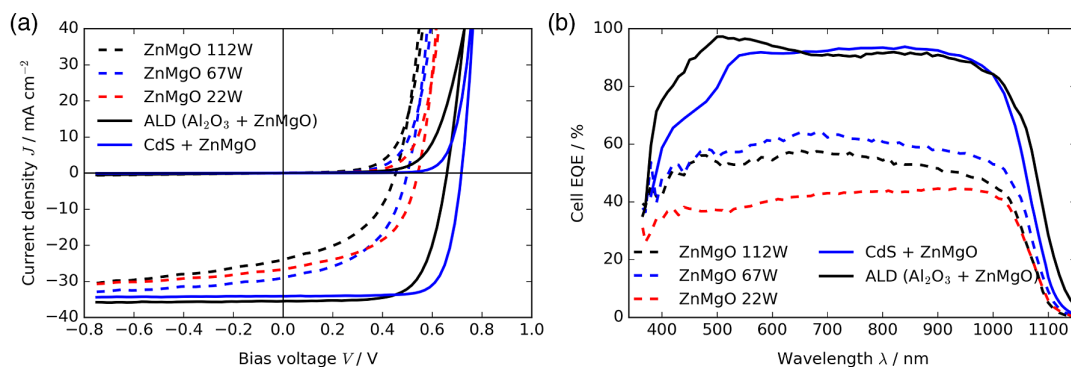 (a)
40
30
20
10
0
−10
−20
−30
−40
Current density J / mA cm−2
ZnMgO 112W
ZnMgO 67W
ZnMgO 22W
ALD (Al2O3 + ZnMgO)
CdS + ZnMgO
−0.8 −0.6 −0.4 −0.2 0.0 0.2 0.4 0.6 0.8 1.0
Bias voltage V / V
(b)
100
80
60
40
20
0
Cell EQE / %
ZnMgO 112W
ZnMgO 67W
ZnMgO 22W
CdS + ZnMgO
ALD (Al2O3 + ZnMgO)
400 500 600 700 800 900 1000 110
Wavelength λ / nm